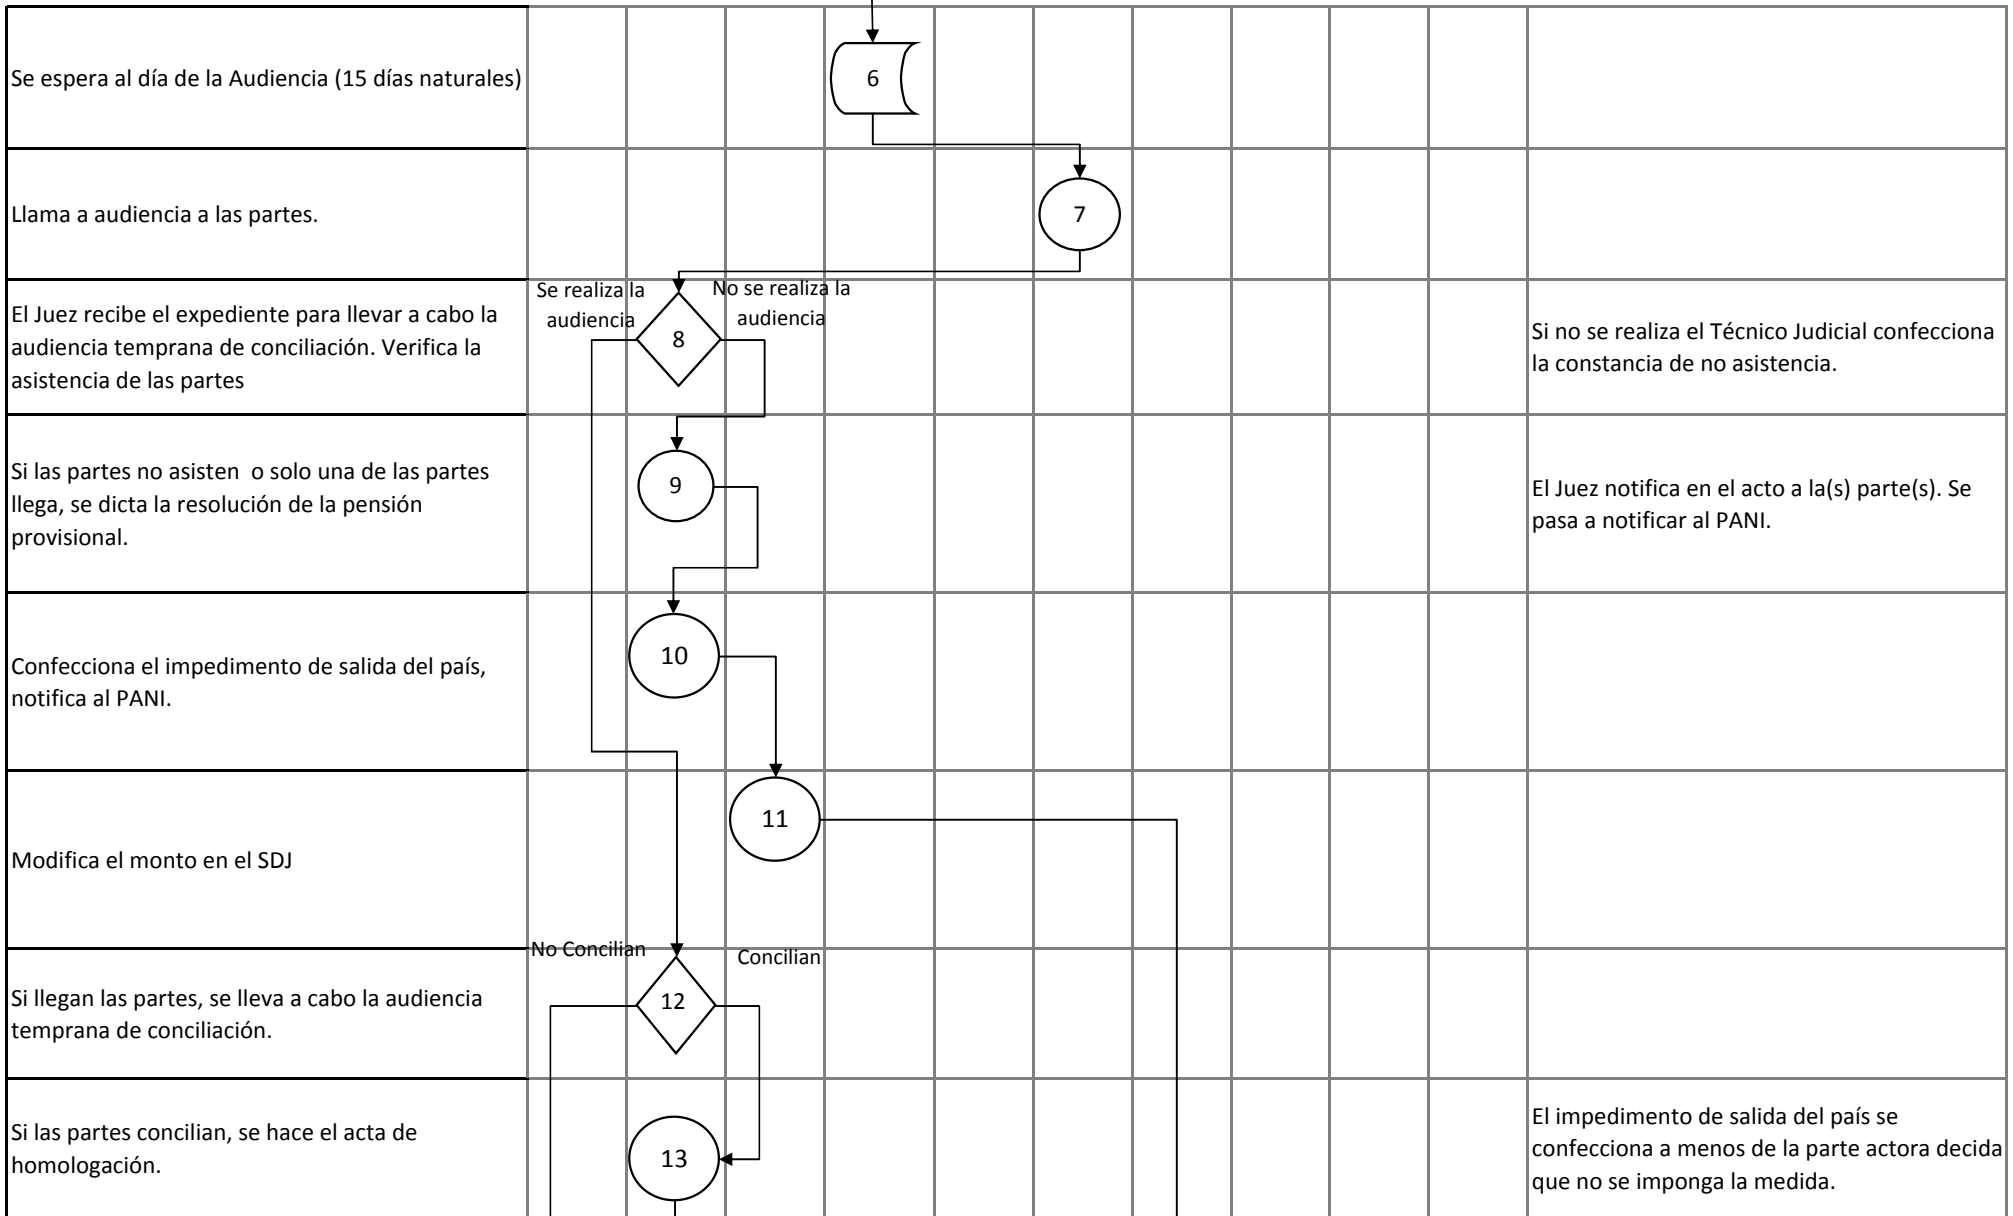 Se espera al día de la Audiencia (15 días naturales)
6
Llama a audiencia a las partes.
7
El Juez recibe el expediente para llevar a cabo la
audiencia temprana de conciliación. Verifica la
asistencia de las partes
Se realiza la
audiencia
8
No se realiza la
audiencia
Si no se realiza el Técnico Judicial confecciona
la constancia de no asistencia.
Si las partes no asisten  o solo una de las partes
llega, se dicta la resolución de la pensión
provisional.
9
El Juez notifica en el acto a la(s) parte(s). Se
pasa a notificar al PANI.
Confecciona el impedimento de salida del país,
notifica al PANI.
10
Modifica el monto en el SDJ
11
Si llegan las partes, se lleva a cabo la audiencia
temprana de conciliación.
No Concilian
12
Concilian
Si las partes concilian, se hace el acta de
homologación.
13
El impedimento de salida del país se
confecciona a menos de la parte actora decida
que no se imponga la medida.